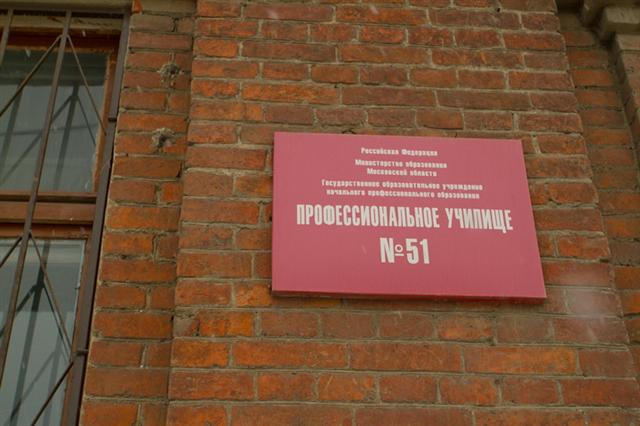 Российская Федерация
Министерство образования
Московской области
Государственное образовательное учреждение
начального профессионального образования
ПРОФЕССИОНАЛЬНОЕ УЧИЛИЩЕ
№51